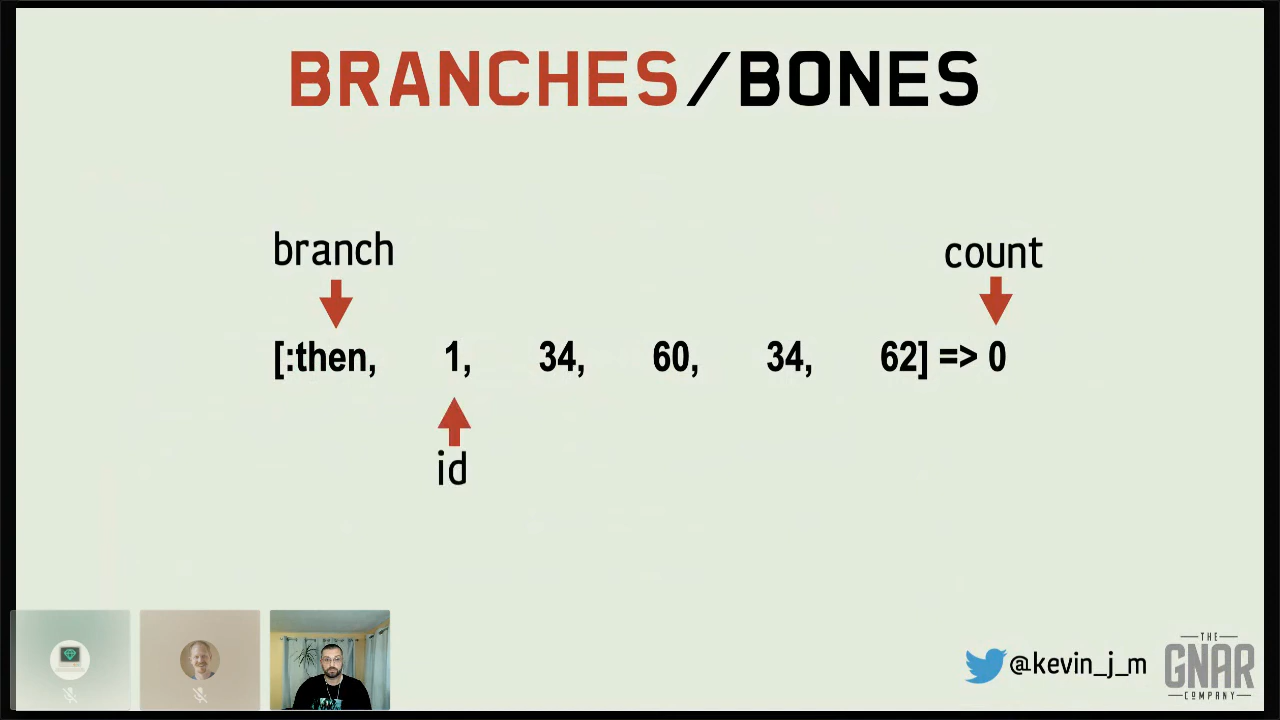 BRANCHES/BONES
branch
count
[:then, 1, 34, 60, 34, 62] => 0
id
@kevin_j_m
THE
GNAR
COMPANY